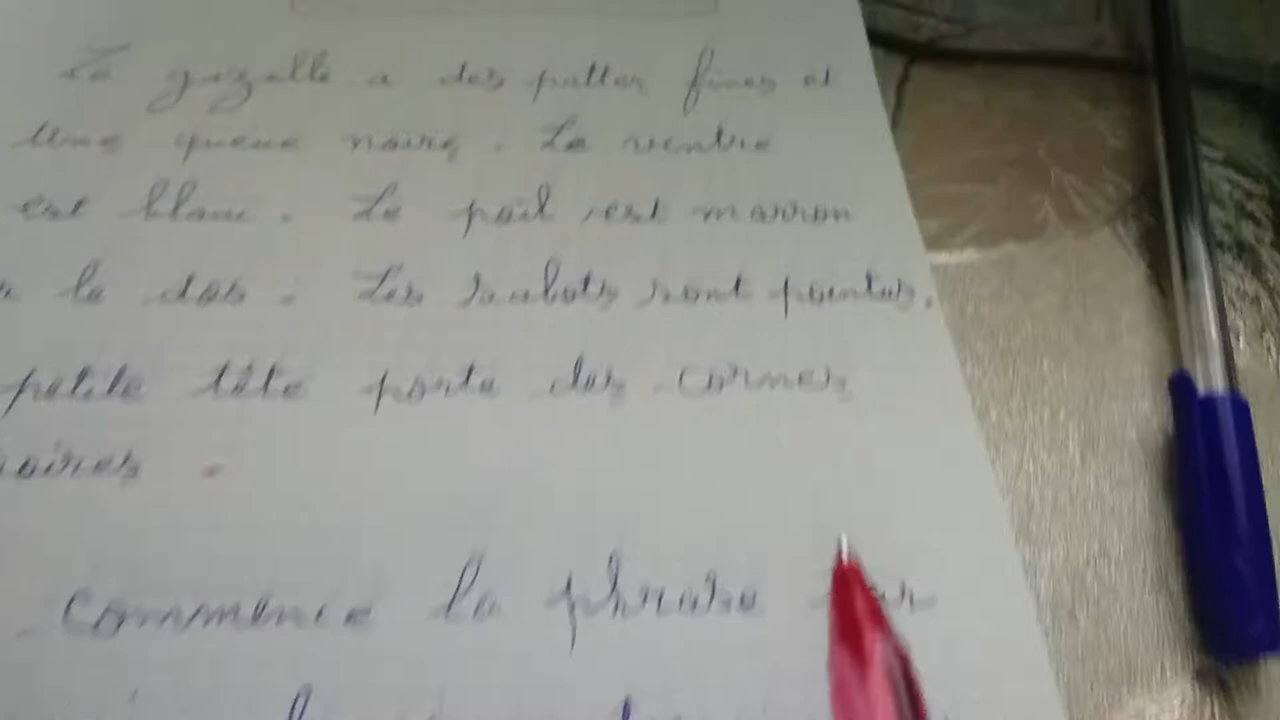 La gazelle a des pattes fines et
une queue noire. Le ventre
est blanc. Le poil est marron
le dos. Les sabots sont pointus.
petite tête porte des cornes
noires.
commence la phrase par